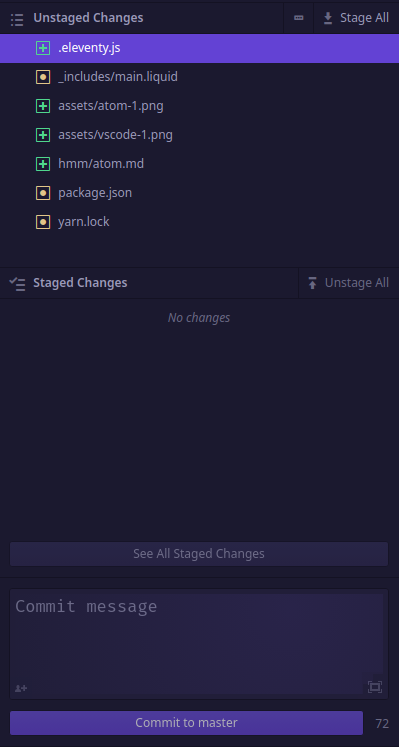 Unstaged Changes
Stage All
.eleventy.js
_includes/main.liquid
assets/atom-1.png
assets/vscode-1.png
hmm/atom.md
package.json
yarn.lock
Staged Changes
Unstage All
No changes
See All Staged Changes
Commit message
Commit to master
72